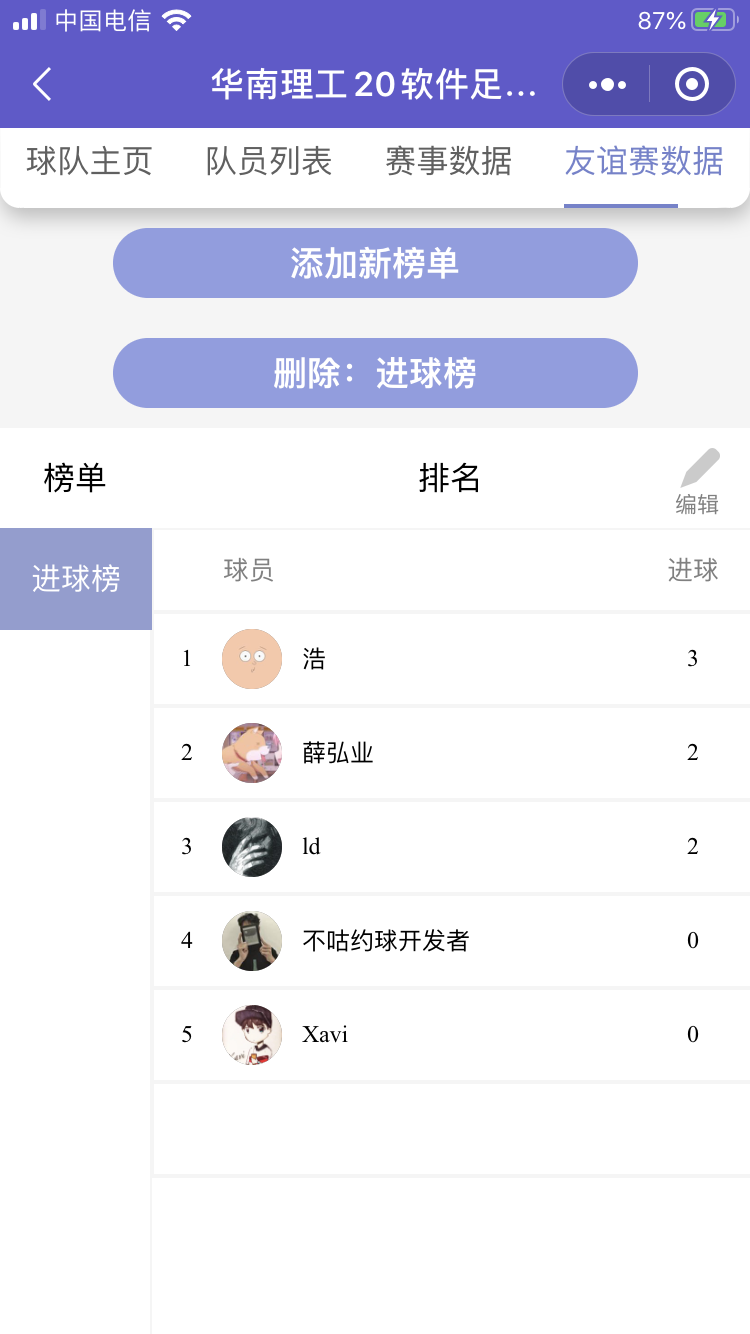 中国电信 87%
华南理工20软件足...
球队主页 队员列表 赛事数据 友谊赛数据
添加新榜单
删除：进球榜
榜单 排名 编辑
进球榜 球员 进球
1 浩 3
2 薛弘业 2
3 ld 2
4 不咕约球开发者 0
5 Xavi 0